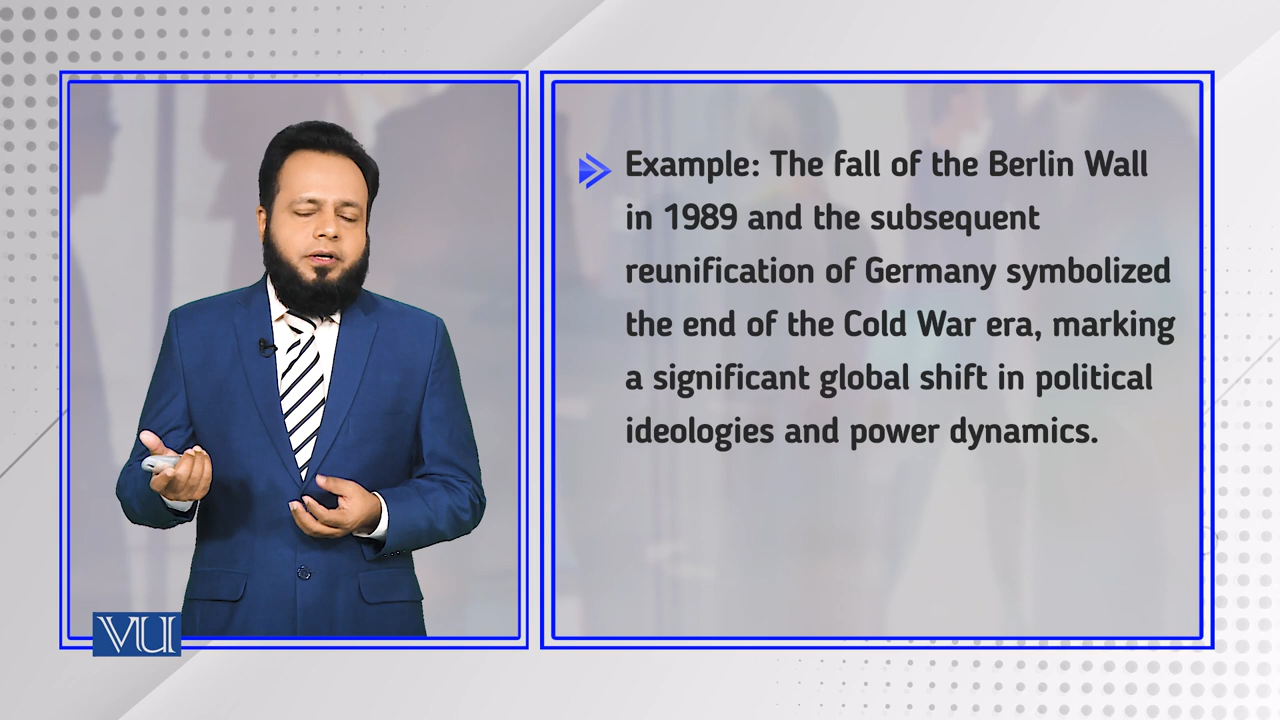 Example: The fall of the Berlin Wall
in 1989 and the subsequent
reunification of Germany symbolized
the end of the Cold War era, marking
a significant global shift in political
ideologies and power dynamics.
VU